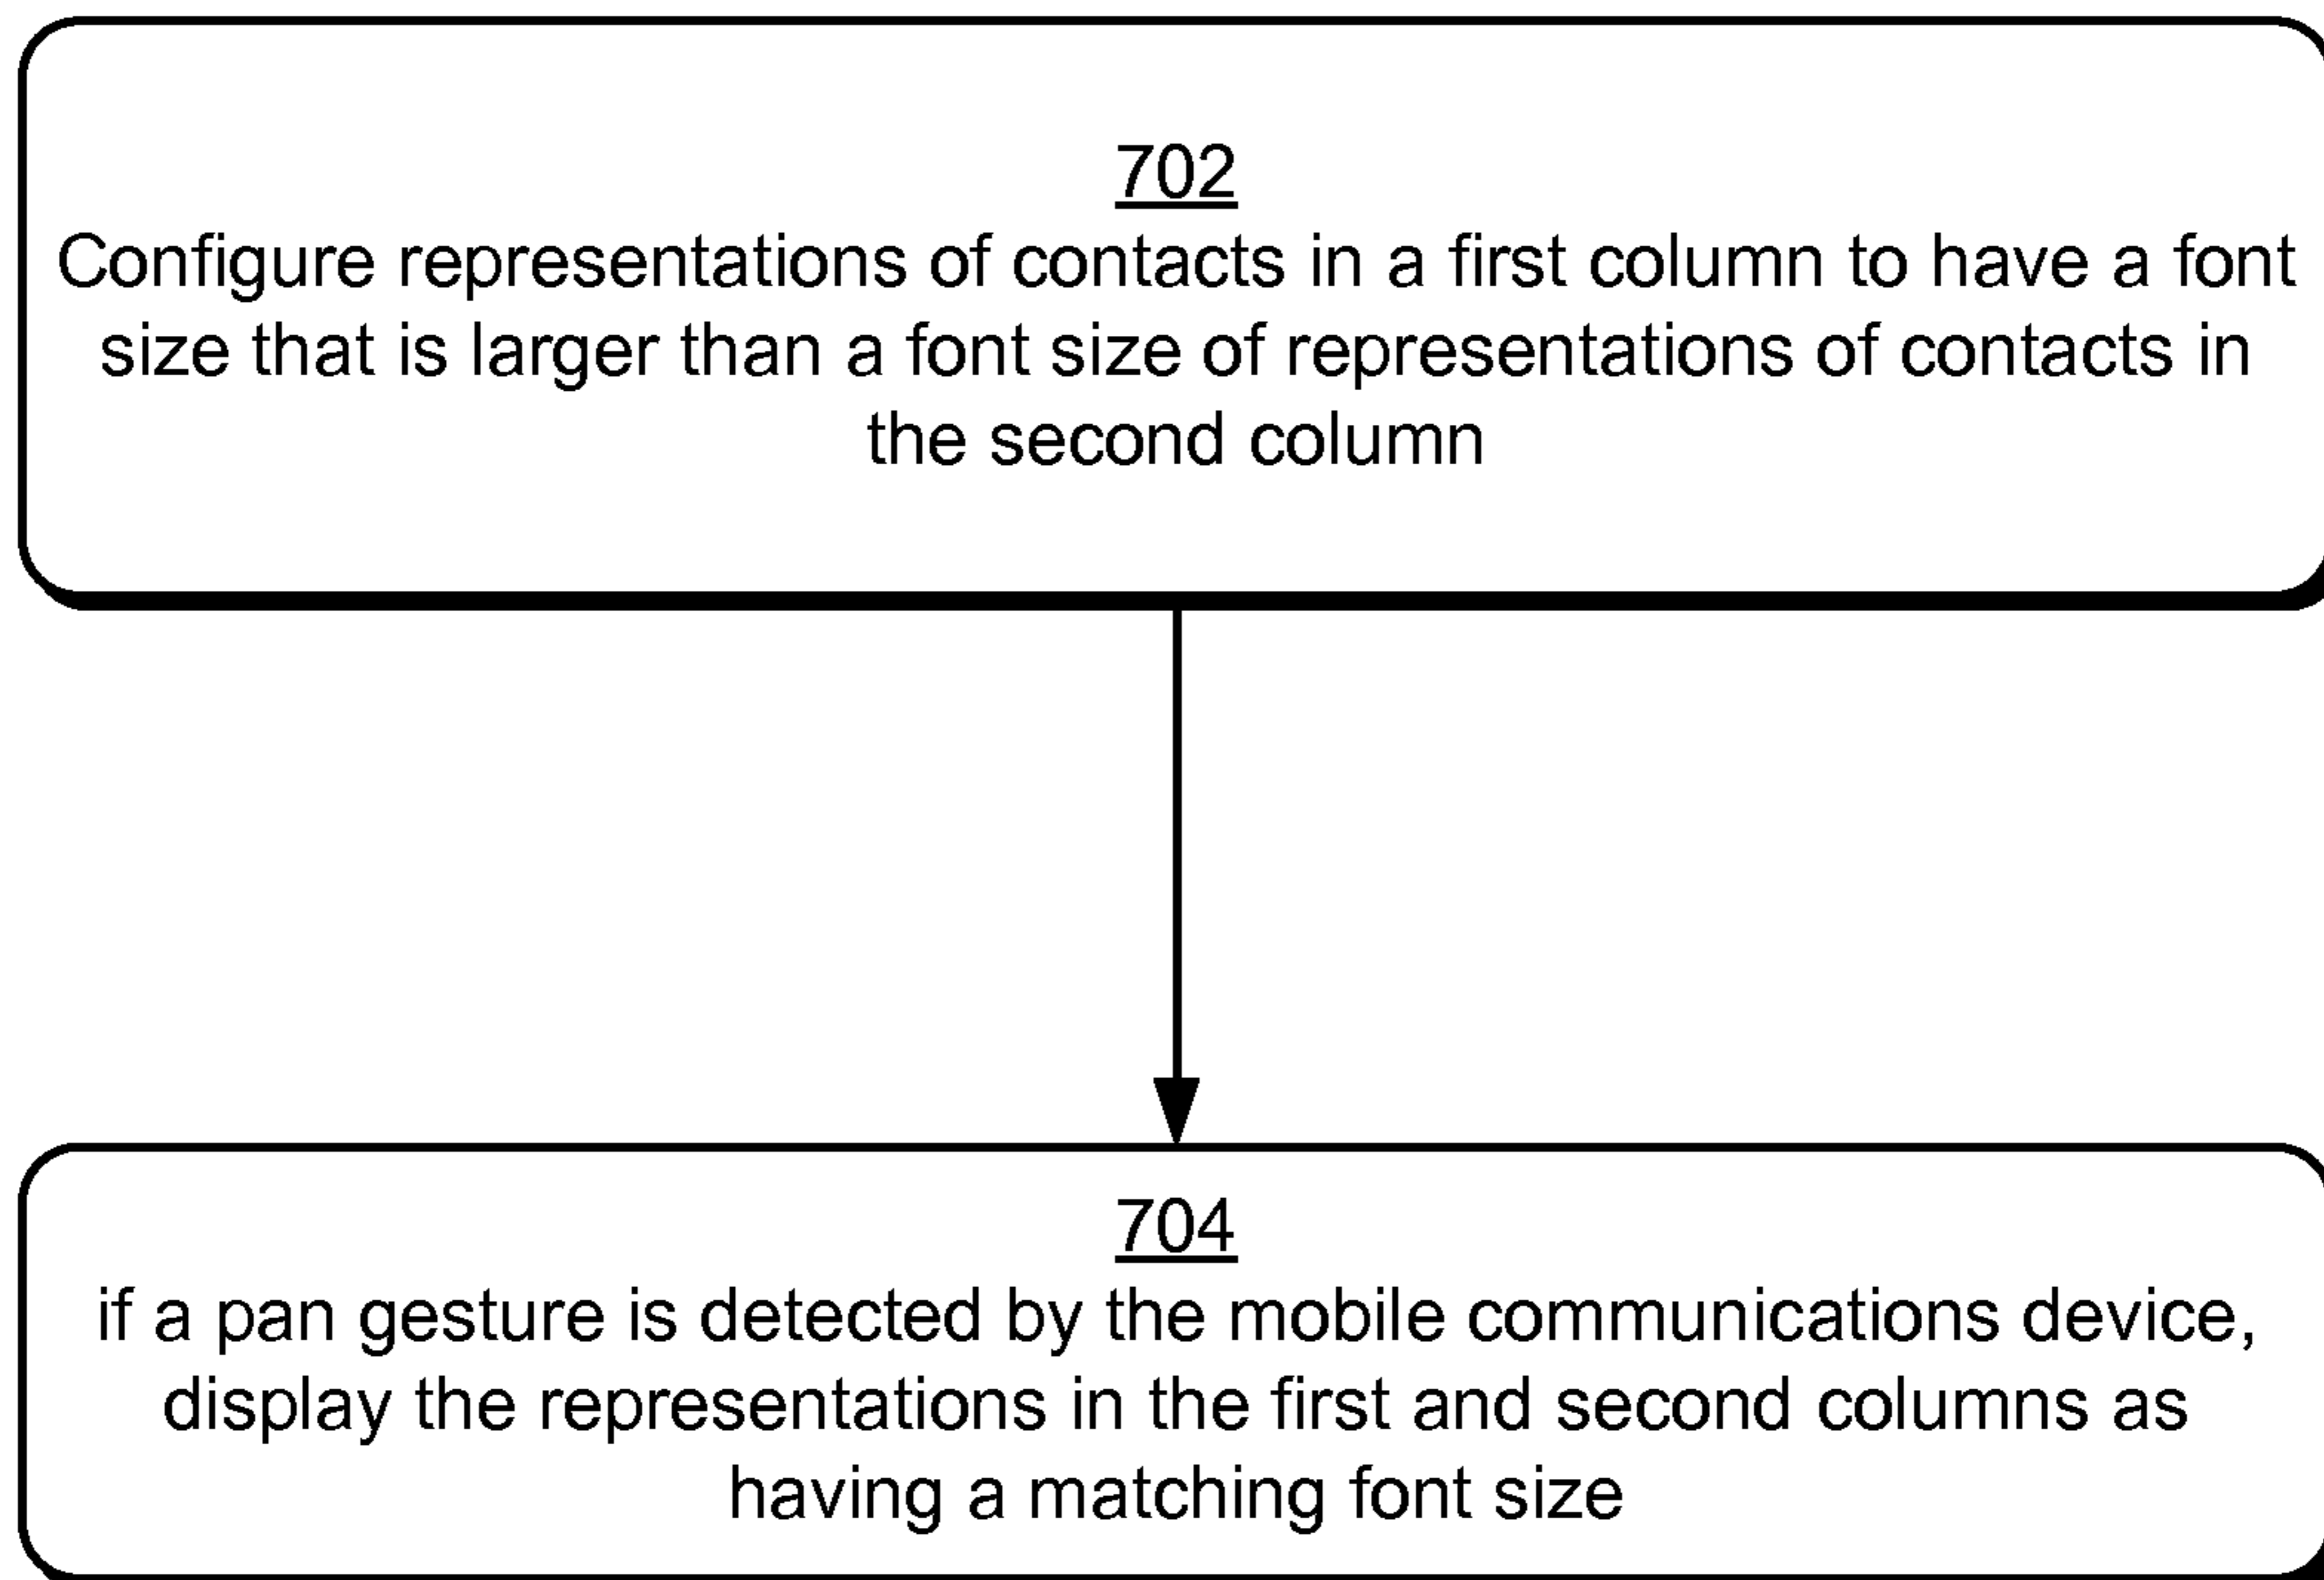 702
Configure representations of contacts in a first column to have a font
size that is larger than a font size of representations of contacts in
the second column
704
if a pan gesture is detected by the mobile communications device,
display the representations in the first and second columns as
having a matching font size